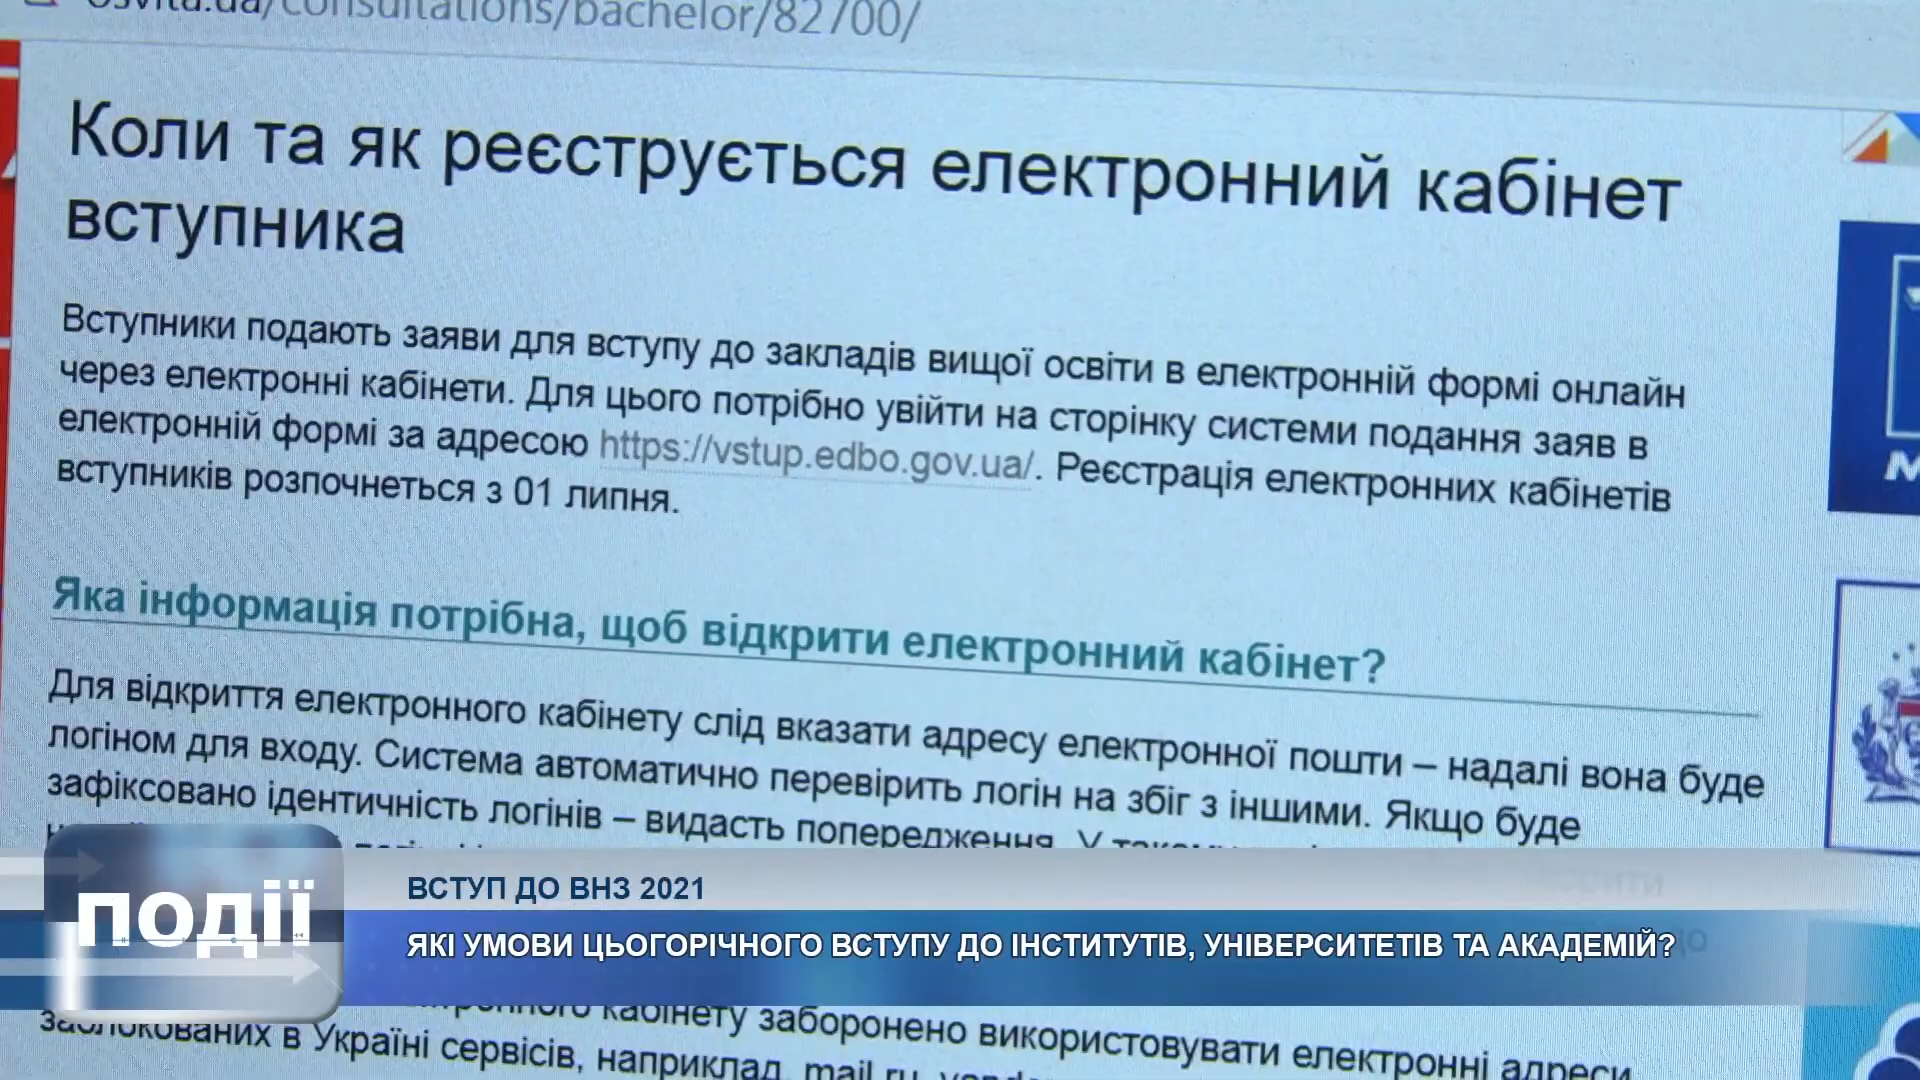 osvita.ua/consultations/bachelor/82700/
Коли та як реєструється електронний кабінет
вступника
Вступники подають заяви для вступу до закладів вищої освіти в електронній формі онлайн
через електронні кабінети. Для цього потрібно увійти на сторінку системи подання заяв в
електронній формі за адресою https://vstup.edbo.gov.ua/. Реєстрація електронних кабінетів
вступників розпочнеться з 01 липня.
Яка інформація потрібна, щоб відкрити електронний кабінет?
Для відкриття електронного кабінету слід вказати адресу електронної пошти – надалі вона буде
логіном для входу. Система автоматично перевірить логін на збіг з іншими. Якщо буде
зафіксовано ідентичність логінів – видасть попередження. У такому
події
ВСТУП ДО ВНЗ 2021
ЯКІ УМОВИ ЦЬОГОРІЧНОГО ВСТУПУ ДО ІНСТИТУТІВ, УНІВЕРСИТЕТІВ ТА АКАДЕМІЙ?
кабінету заборонено використовувати електронні адреси
заблокованих в Україні сервісів, наприклад, mail.ru,